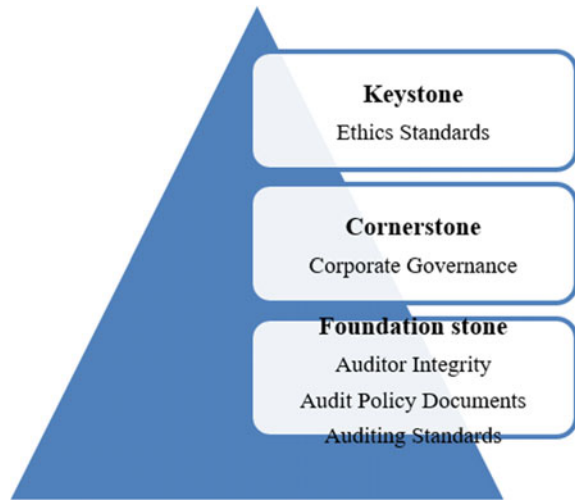 Keystone
Ethics Standards
Cornerstone
Corporate Governance
Foundation stone
Auditor Integrity
Audit Policy Documents
Auditing Standards